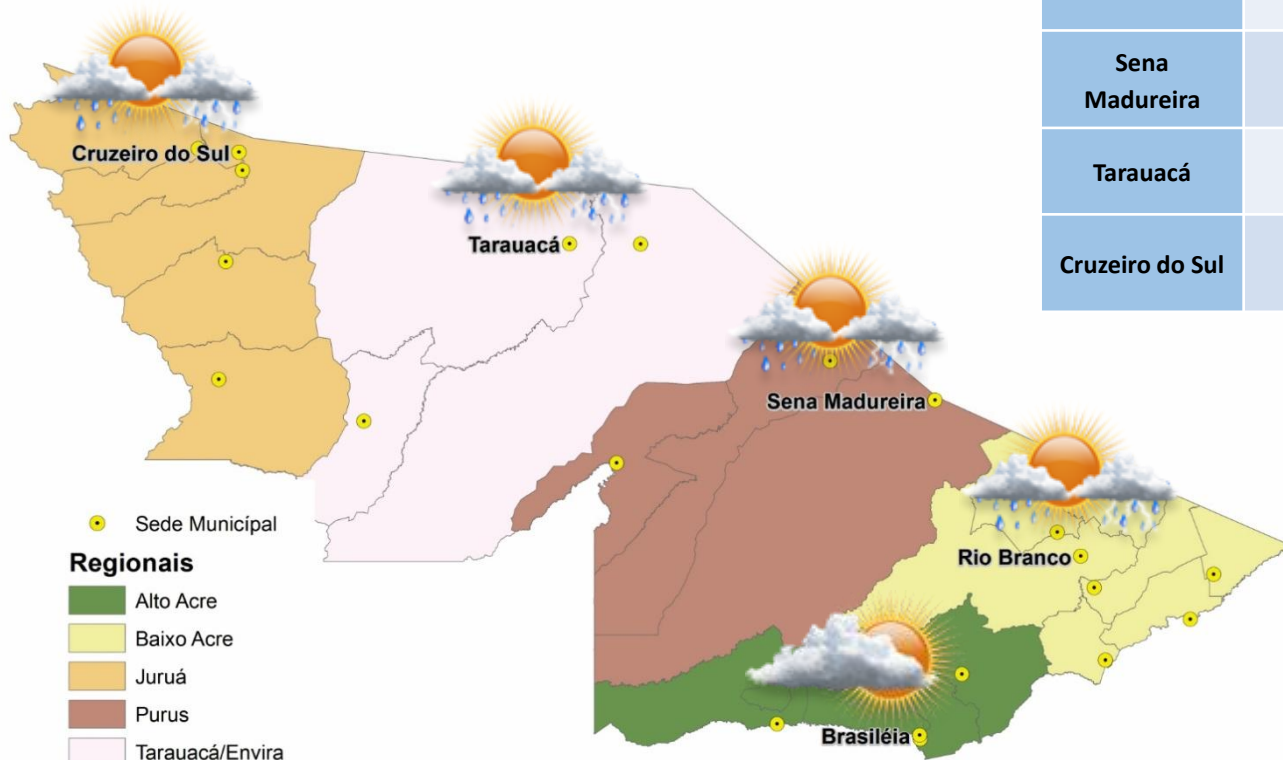 Cruzeiro do Sul
Tarauacá
Sena Madureira
Rio Branco
Brasiléia
Sede Municípal
Regionais
Alto Acre
Baixo Acre
Juruá
Purus
Tarauacá/Envira
Sena
Madureira
Tarauacá
Cruzeiro do Sul